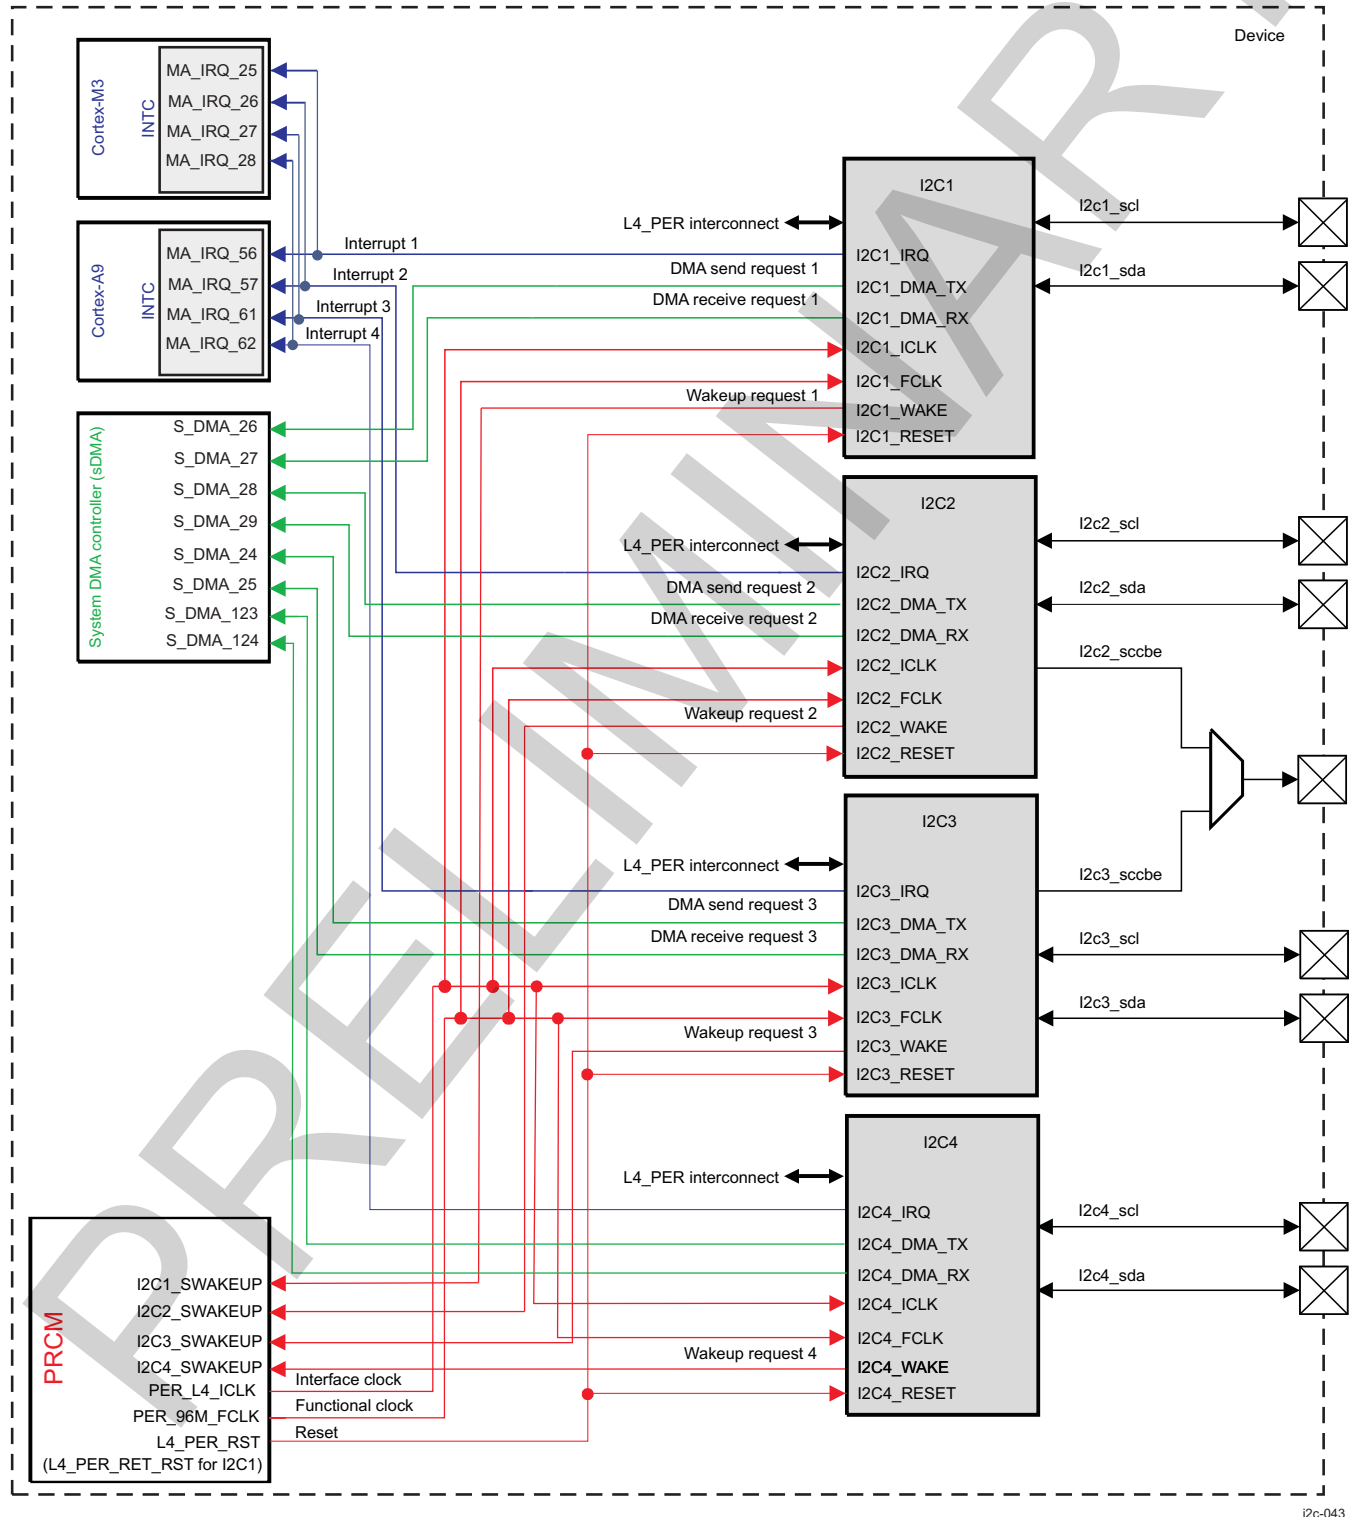 Device
Cortex-M3
INTC
MA_IRQ_25
MA_IRQ_26
MA_IRQ_27
MA_IRQ_28
Cortex-A9
INTC
MA_IRQ_56
MA_IRQ_57
MA_IRQ_61
MA_IRQ_62
Interrupt 1
Interrupt 2
Interrupt 3
Interrupt 4
System DMA controller (sDMA)
S_DMA_26
S_DMA_27
S_DMA_28
S_DMA_29
S_DMA_24
S_DMA_25
S_DMA_123
S_DMA_124
I2C1
L4_PER interconnect
I2C1_IRQ
DMA send request 1
I2C1_DMA_TX
DMA receive request 1
I2C1_DMA_RX
I2C1_ICLK
I2C1_FCLK
Wakeup request 1
I2C1_WAKE
I2C1_RESET
I2c1_scl
I2c1_sda
I2C2
L4_PER interconnect
I2C2_IRQ
DMA send request 2
I2C2_DMA_TX
DMA receive request 2
I2C2_DMA_RX
I2C2_ICLK
I2C2_FCLK
Wakeup request 2
I2C2_WAKE
I2C2_RESET
I2c2_scl
I2c2_sda
I2c2_sccbe
I2C3
L4_PER interconnect
I2C3_IRQ
DMA send request 3
I2C3_DMA_TX
DMA receive request 3
I2C3_DMA_RX
I2C3_ICLK
I2C3_FCLK
Wakeup request 3
I2C3_WAKE
I2C3_RESET
I2c3_sccbe
I2c3_scl
I2c3_sda
I2C4
L4_PER interconnect
I2C4_IRQ
I2C4_DMA_TX
I2C4_DMA_RX
I2C4_ICLK
I2C4_FCLK
Wakeup request 4
I2C4_WAKE
I2C4_RESET
I2c4_scl
I2c4_sda
PRCM
I2C1_SWAKEUP
I2C2_SWAKEUP
I2C3_SWAKEUP
I2C4_SWAKEUP
PER_L4_ICLK
PER_96M_FCLK
L4_PER_RST
(L4_PER_RET_RST for I2C1)
Interface clock
Functional clock
Reset
PRELIMINAR
i2c-043